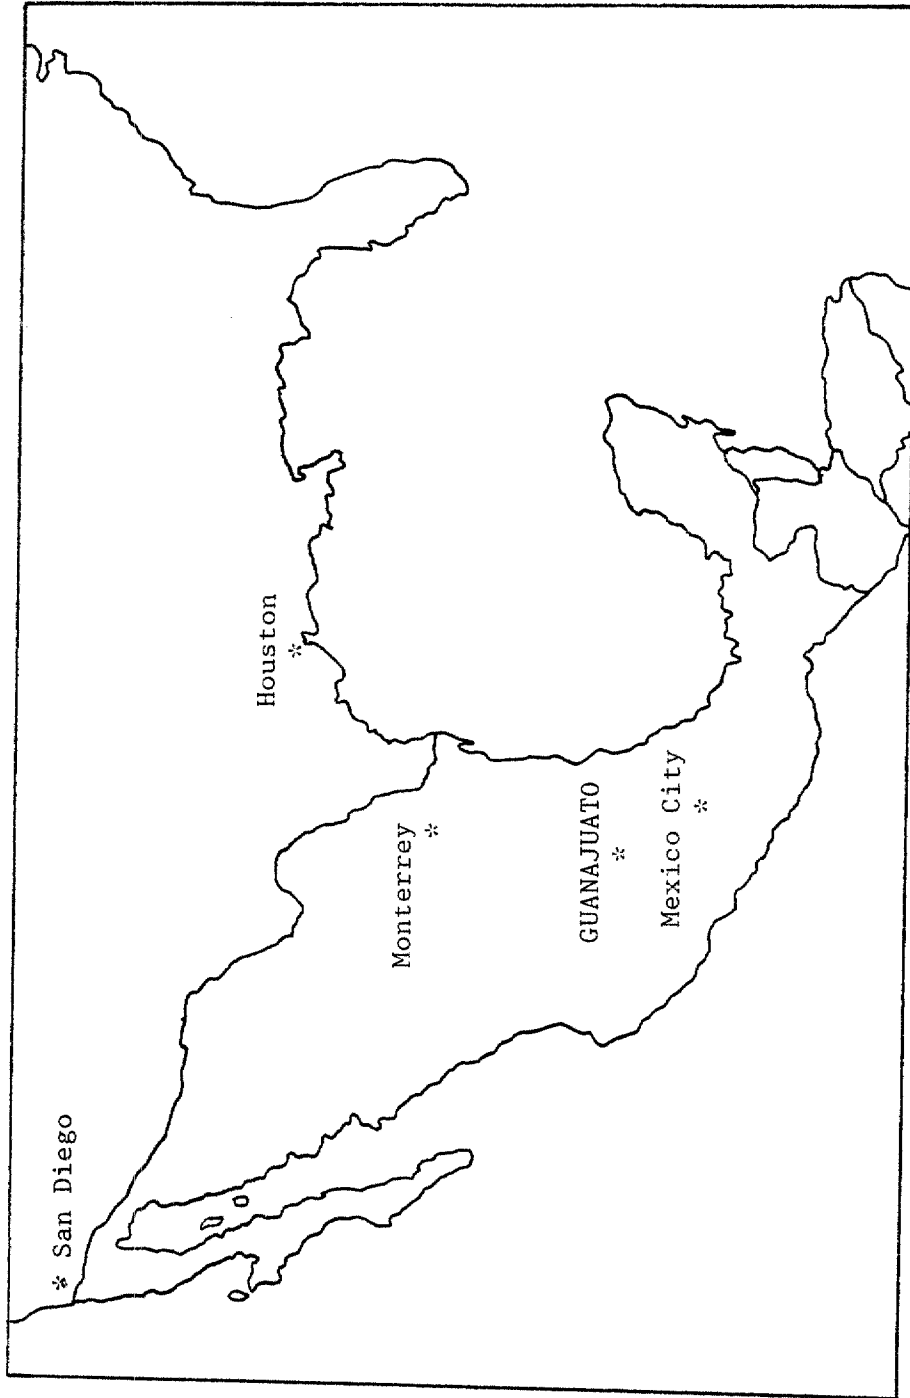 * San Diego
Houston
*
Monterrey
*
GUANAJUATO
*
Mexico City
*